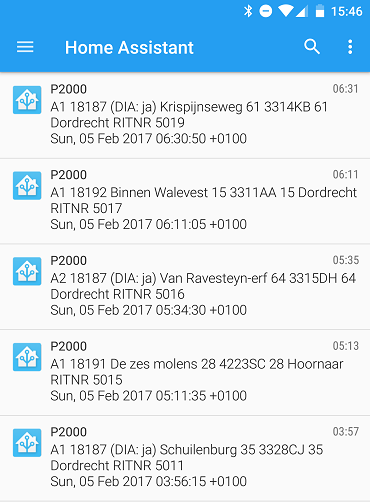 15:46
Home Assistant
P2000 06:31
A1 18187 (DIA: ja) Krispijnseweg 61 3314KB 61
Dordrecht RITNR 5019
Sun, 05 Feb 2017 06:30:50 +0100
P2000 06:11
A1 18192 Binnen Walevest 15 3311AA 15 Dordrecht
RITNR 5017
Sun, 05 Feb 2017 06:11:05 +0100
P2000 05:35
A2 18187 (DIA: ja) Van Ravesteyn-erf 64 3315DH 64
Dordrecht RITNR 5016
Sun, 05 Feb 2017 05:34:30 +0100
P2000 05:13
A1 18191 De zes molens 28 4223SC 28 Hoornaar
RITNR 5015
Sun, 05 Feb 2017 05:11:35 +0100
P2000 03:57
A1 18187 (DIA: ja) Schuilenburg 35 3328CJ 35
Dordrecht RITNR 5011
Sun, 05 Feb 2017 03:56:15 +0100